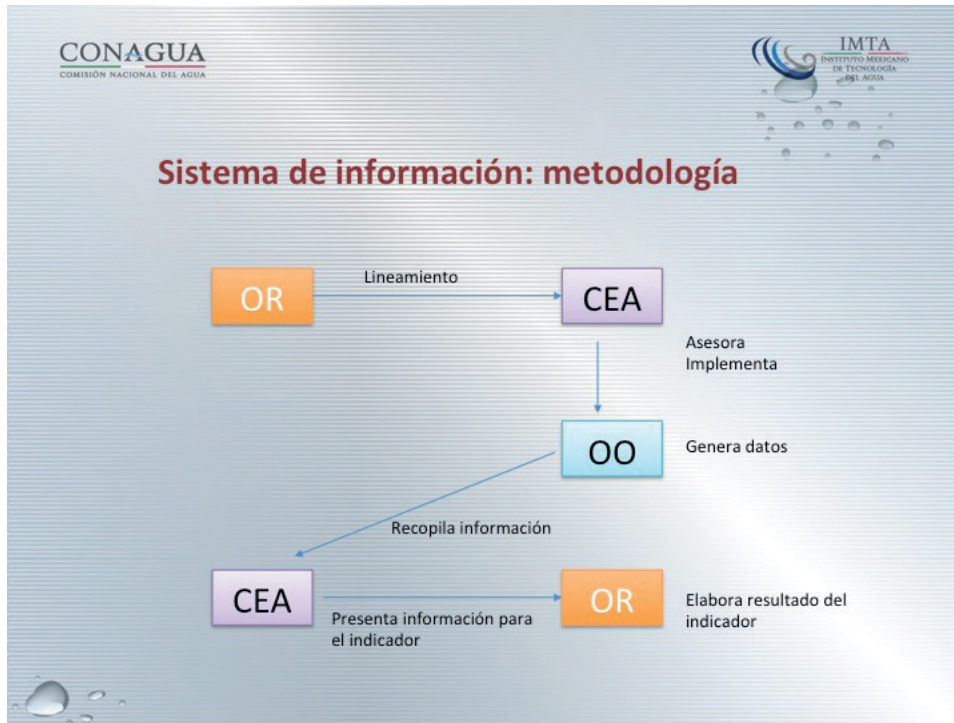 CONAGUA
COMISIÓN NACIONAL DEL AGUA
IMTA
INSTITUTO MEXICANO
DE TECNOLOGÍA
DEL AGUA
Sistema de información: metodología
OR
Lineamiento
CEA
Asesora
Implementa
OO
Genera datos
Recopila información
CEA
Presenta información para
el indicador
OR
Elabora resultado del
indicador